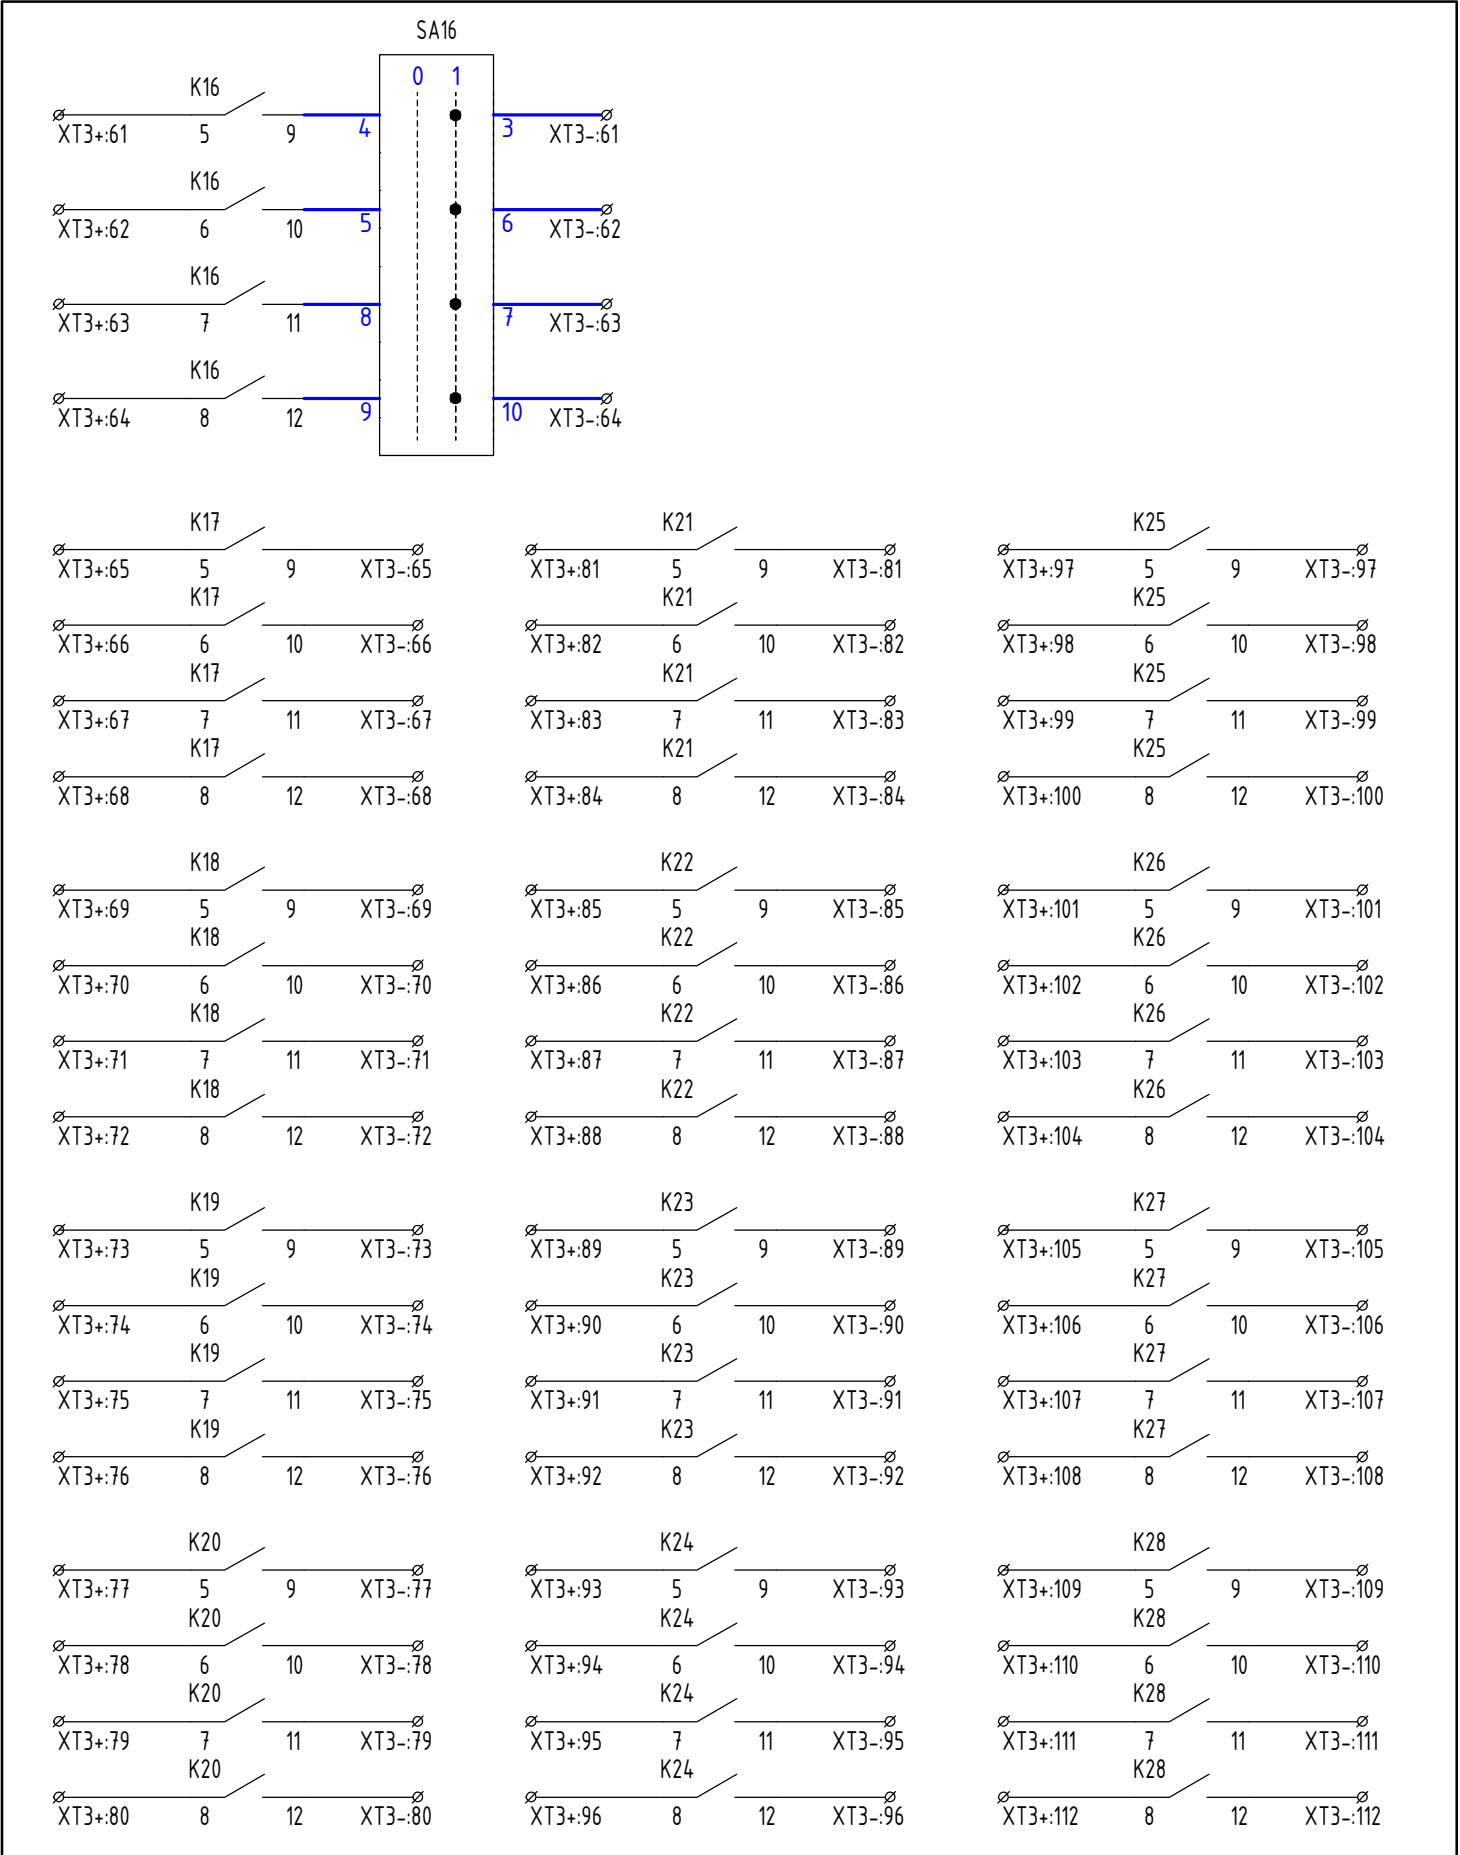 SA16
0 1
K16
4 3
XT3+:61 5 9 XT3-:61
K16
5 6
XT3+:62 6 10 XT3-:62
K16
8 7
XT3+:63 7 11 XT3-:63
K16
9 10
XT3+:64 8 12 XT3-:64
K17 K21 K25
XT3+:65 5 9 XT3-:65 XT3+:81 5 9 XT3-:81 XT3+:97 5 9 XT3-:97
K17 K21 K25
XT3+:66 6 10 XT3-:66 XT3+:82 6 10 XT3-:82 XT3+:98 6 10 XT3-:98
K17 K21 K25
XT3+:67 7 11 XT3-:67 XT3+:83 7 11 XT3-:83 XT3+:99 7 11 XT3-:99
K17 K21 K25
XT3+:68 8 12 XT3-:68 XT3+:84 8 12 XT3-:84 XT3+:100 8 12 XT3-:100
K18 K22 K26
XT3+:69 5 9 XT3-:69 XT3+:85 5 9 XT3-:85 XT3+:101 5 9 XT3-:101
K18 K22 K26
XT3+:70 6 10 XT3-:70 XT3+:86 6 10 XT3-:86 XT3+:102 6 10 XT3-:102
K18 K22 K26
XT3+:71 7 11 XT3-:71 XT3+:87 7 11 XT3-:87 XT3+:103 7 11 XT3-:103
K18 K22 K26
XT3+:72 8 12 XT3-:72 XT3+:88 8 12 XT3-:88 XT3+:104 8 12 XT3-:104
K19 K23 K27
XT3+:73 5 9 XT3-:73 XT3+:89 5 9 XT3-:89 XT3+:105 5 9 XT3-:105
K19 K23 K27
XT3+:74 6 10 XT3-:74 XT3+:90 6 10 XT3-:90 XT3+:106 6 10 XT3-:106
K19 K23 K27
XT3+:75 7 11 XT3-:75 XT3+:91 7 11 XT3-:91 XT3+:107 7 11 XT3-:107
K19 K23 K27
XT3+:76 8 12 XT3-:76 XT3+:92 8 12 XT3-:92 XT3+:108 8 12 XT3-:108
K20 K24 K28
XT3+:77 5 9 XT3-:77 XT3+:93 5 9 XT3-:93 XT3+:109 5 9 XT3-:109
K20 K24 K28
XT3+:78 6 10 XT3-:78 XT3+:94 6 10 XT3-:94 XT3+:110 6 10 XT3-:110
K20 K24 K28
XT3+:79 7 11 XT3-:79 XT3+:95 7 11 XT3-:95 XT3+:111 7 11 XT3-:111
K20 K24 K28
XT3+:80 8 12 XT3-:80 XT3+:96 8 12 XT3-:96 XT3+:112 8 12 XT3-:112